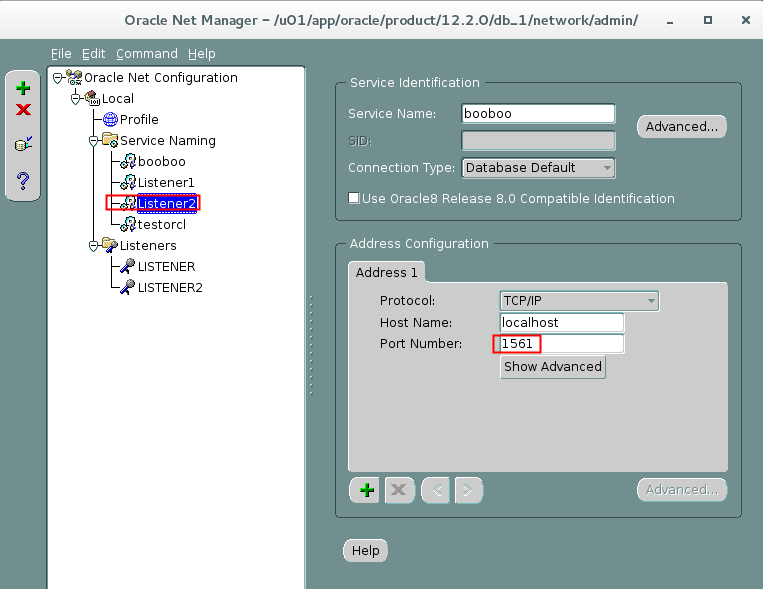 Oracle Net Manager – /u01/app/oracle/product/12.2.0/db_1/network/admin/
File Edit Command Help
Oracle Net Configuration
Local
Profile
Service Naming
booboo
Listener1
Listener2
testorcl
Listeners
LISTENER
LISTENER2
Service Identification
Service Name: booboo
Advanced...
SID:
Connection Type: Database Default
Use Oracle8 Release 8.0 Compatible Identification
Address Configuration
Address 1
Protocol: TCP/IP
Host Name: localhost
Port Number: 1561
Show Advanced
Advanced...
Help